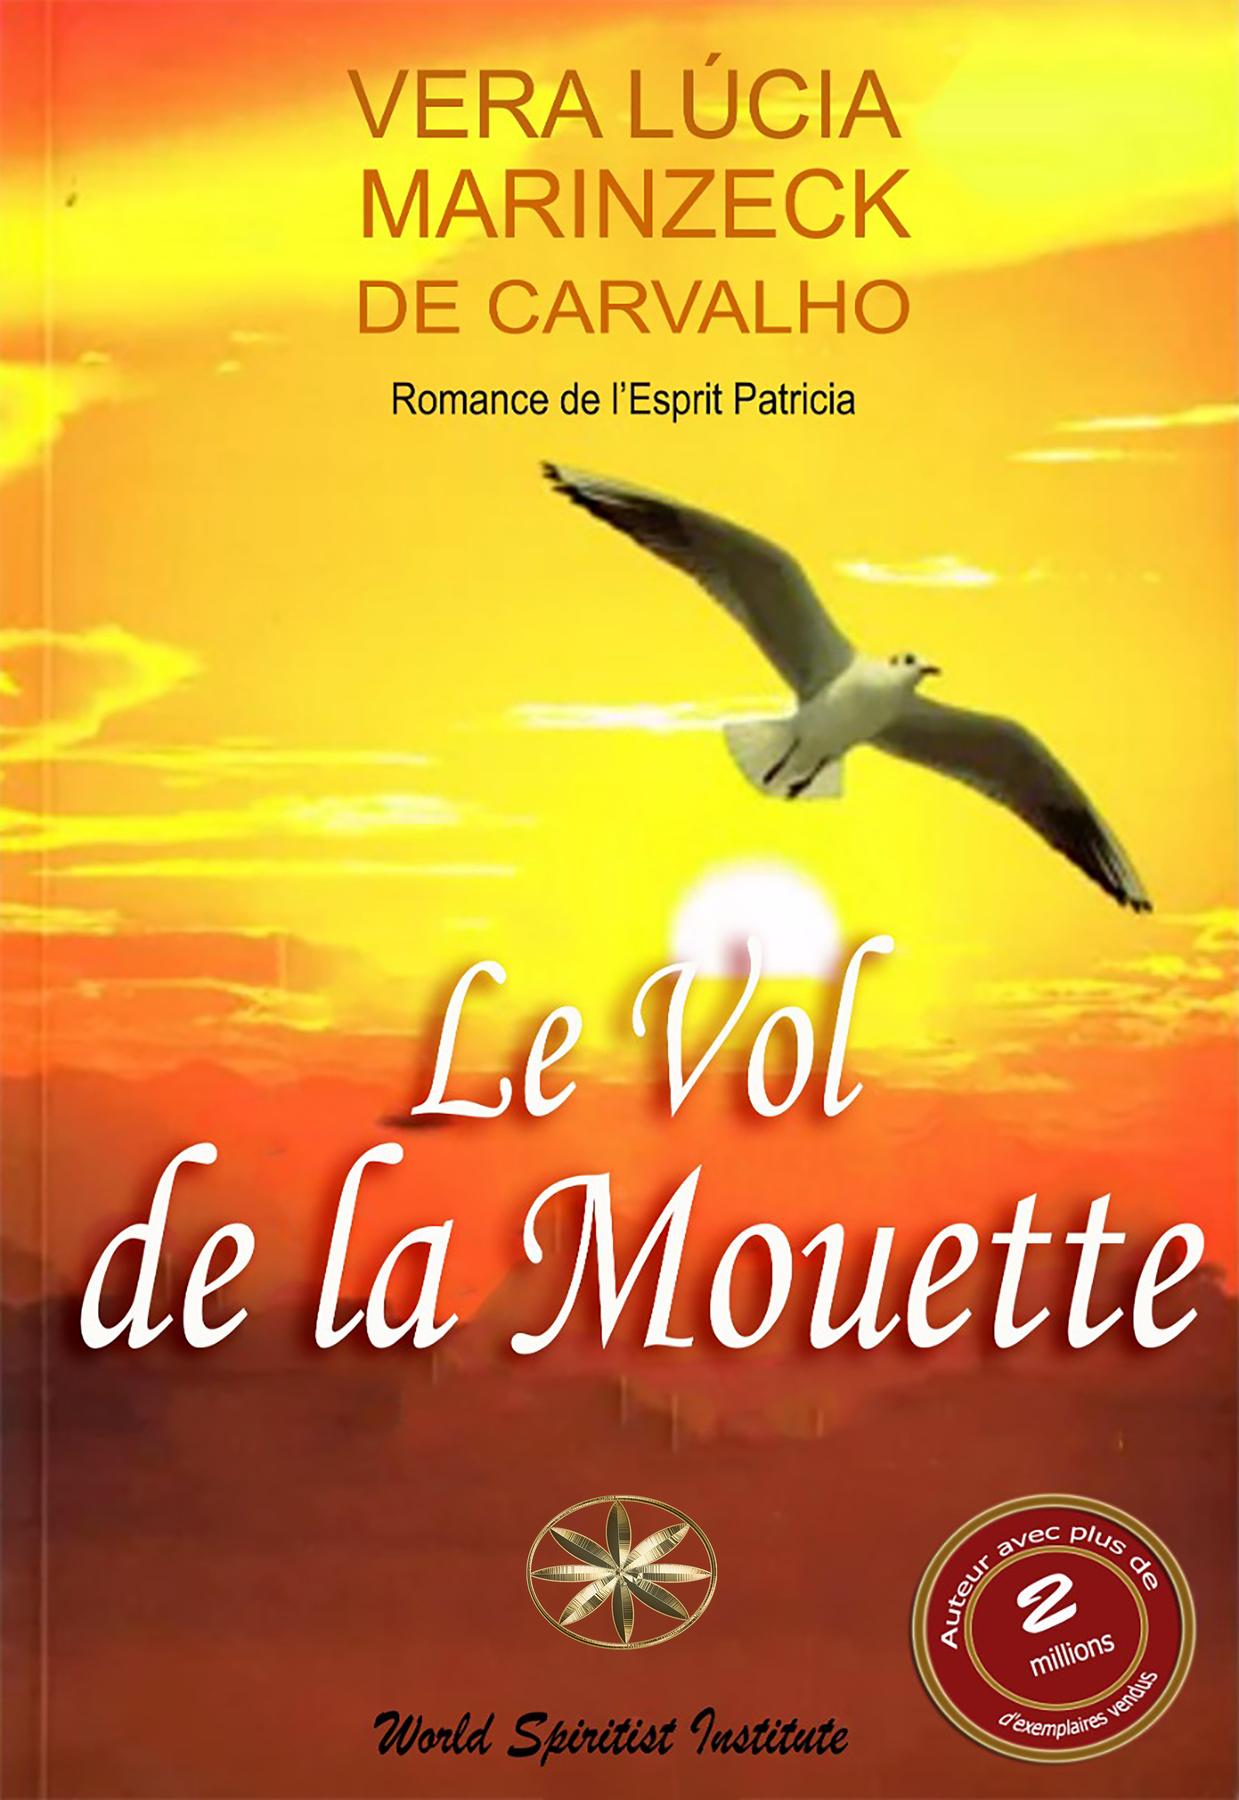 VERA LÚCIA
MARINZECK
DE CARVALHO
Romance de l'Esprit Patricia
Le Vol
de la Mouette
Auteur avec plus de
2
millions
d'exemplaires vendus
World Spiritist Institute